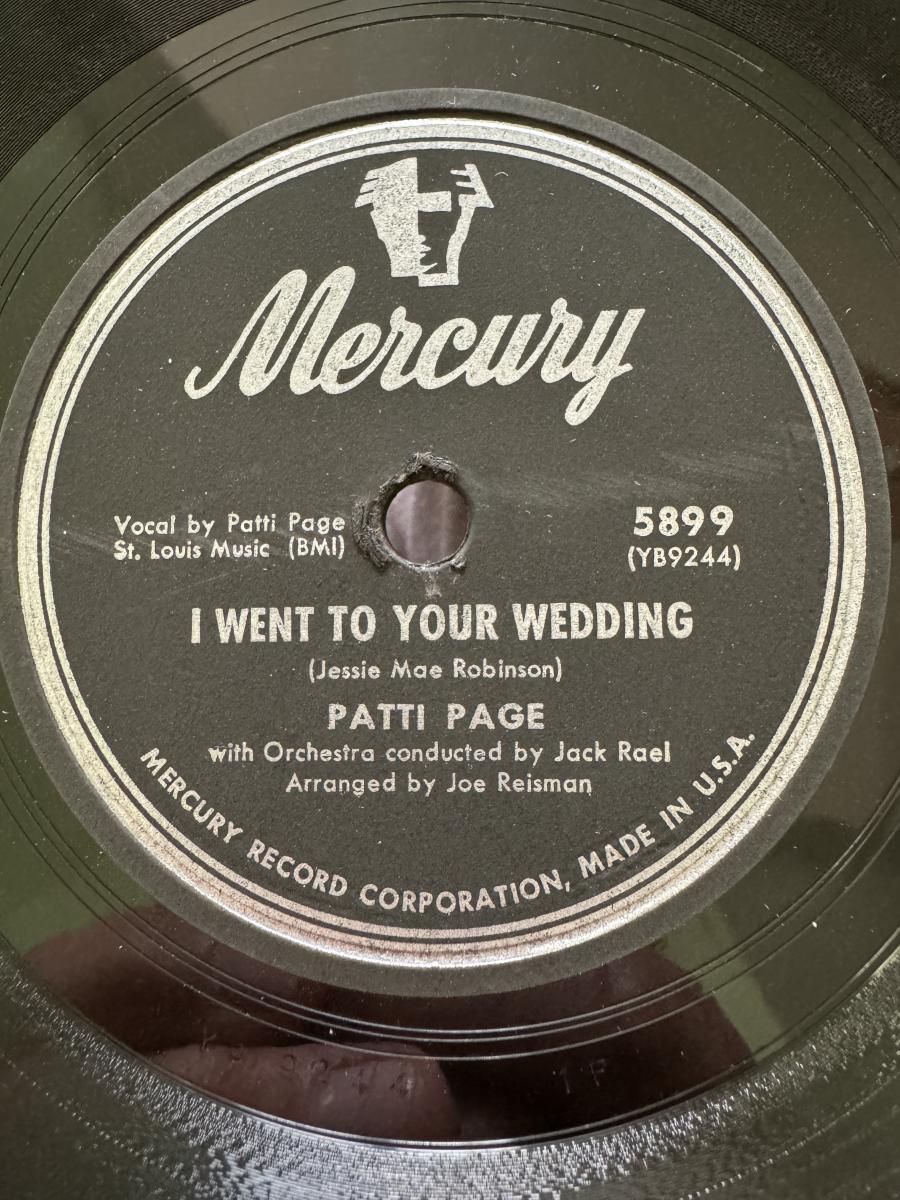 Mercury
Vocal by Patti Page
St. Louis Music (BMI)
5899
(YB9244)
I WENT TO YOUR WEDDING
(Jessie Mae Robinson)
PATTI PAGE
with Orchestra conducted by Jack Rael
Arranged by Joe Reisman
MERCURY RECORD CORPORATION, MADE IN U.S.A.